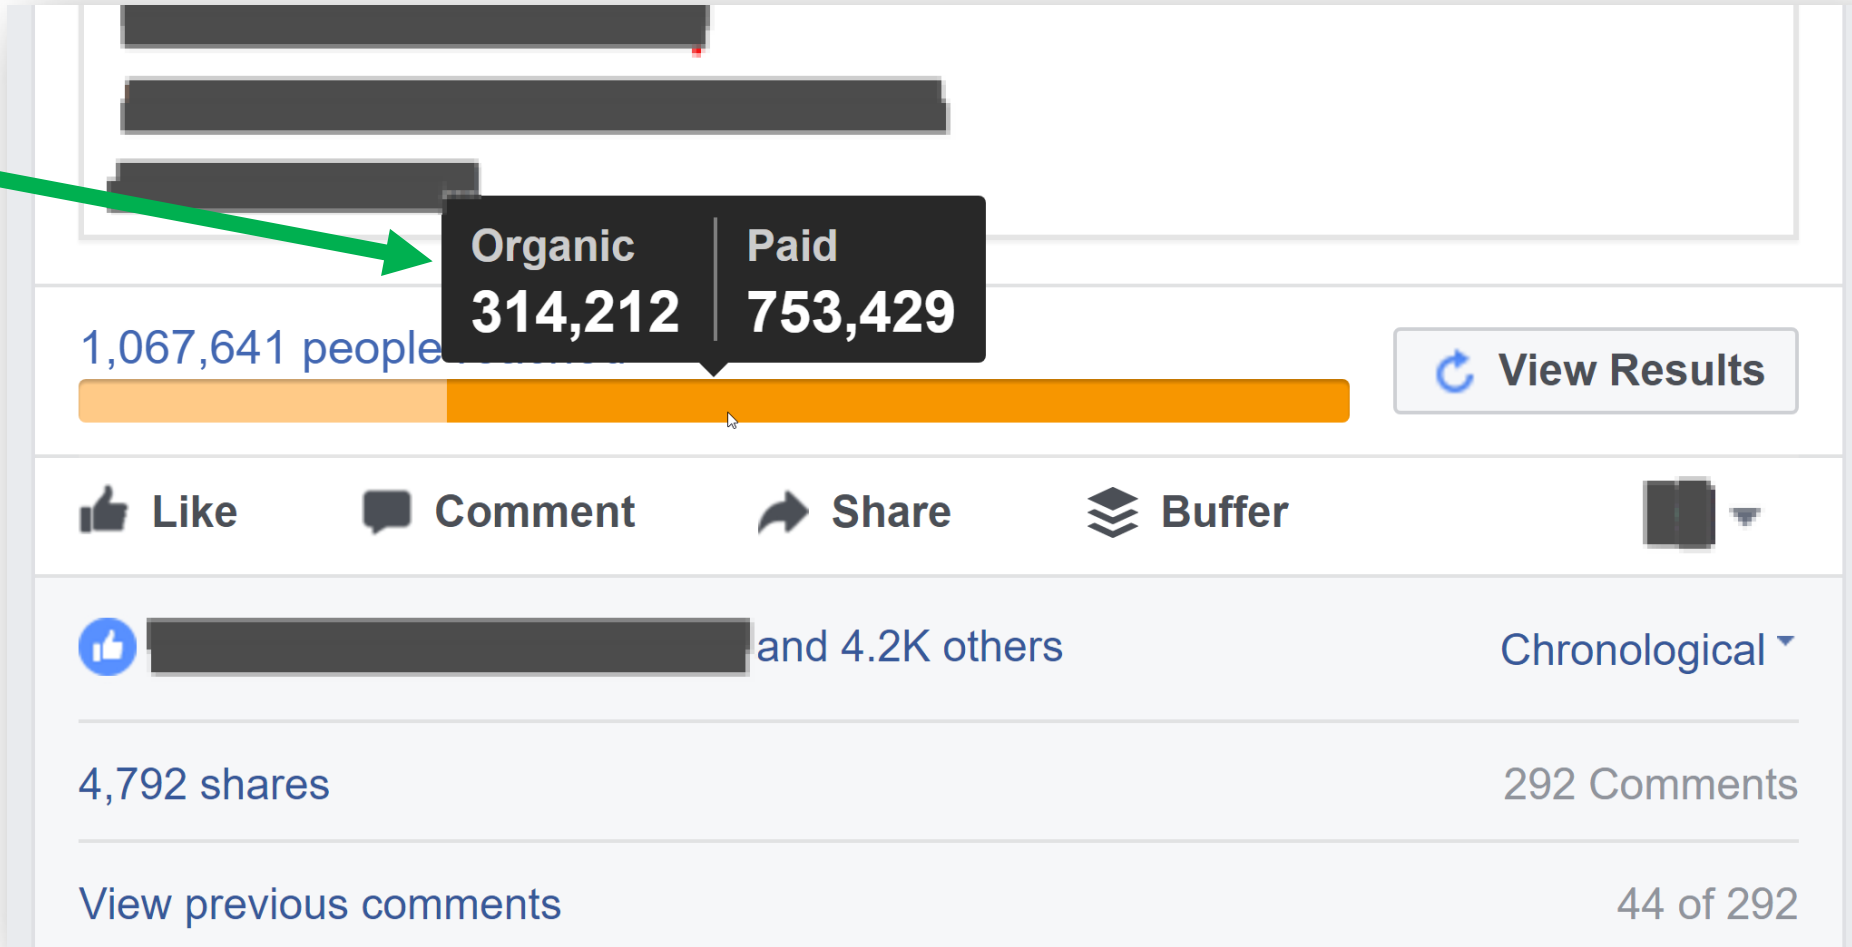 Organic Paid
314,212 753,429
1,067,641 people
View Results
Like Comment Share Buffer
and 4.2K others
Chronological
4,792 shares
292 Comments
View previous comments
44 of 292